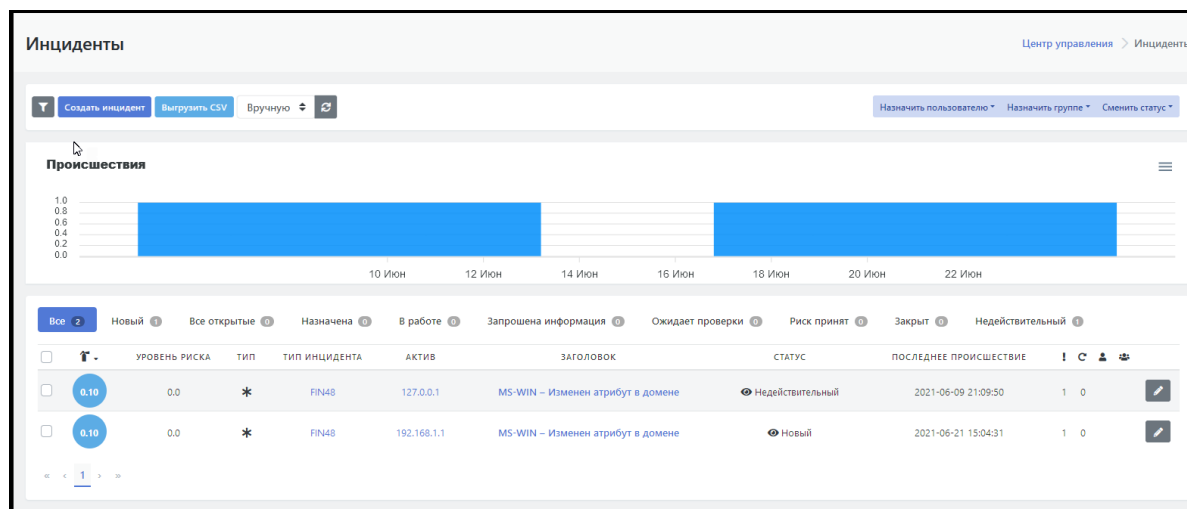 Инциденты
Центр управления > Инциденты
Создать инцидент Выгрузить CSV Вручную
Назначить пользователю Назначить группе Сменить статус
Происшествия
1.0
0.8
0.6
0.4
0.2
0.0
10 Июн 12 Июн 14 Июн 16 Июн 18 Июн 20 Июн 22 Июн
Все 2 Новый 1 Все открытые 0 Назначена 0 В работе 0 Запрошена информация 0 Ожидает проверки 0 Риск принят 0 Закрыт 0 Недействительный 1
УРОВЕНЬ РИСКА ТИП ТИП ИНЦИДЕНТА АКТИВ ЗАГОЛОВОК СТАТУС ПОСЛЕДНЕЕ ПРОИСШЕСТВИЕ
0.10 0.0 FIN48 127.0.0.1 MS-WIN – Изменен атрибут в домене Недействительный 2021-06-09 21:09:50 1 0
0.10 0.0 FIN48 192.168.1.1 MS-WIN – Изменен атрибут в домене Новый 2021-06-21 15:04:31 1 0
« ‹ 1 › »